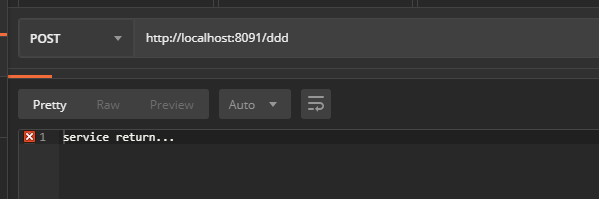 POST http://localhost:8091/ddd
Pretty Raw Preview Auto
1 service return...